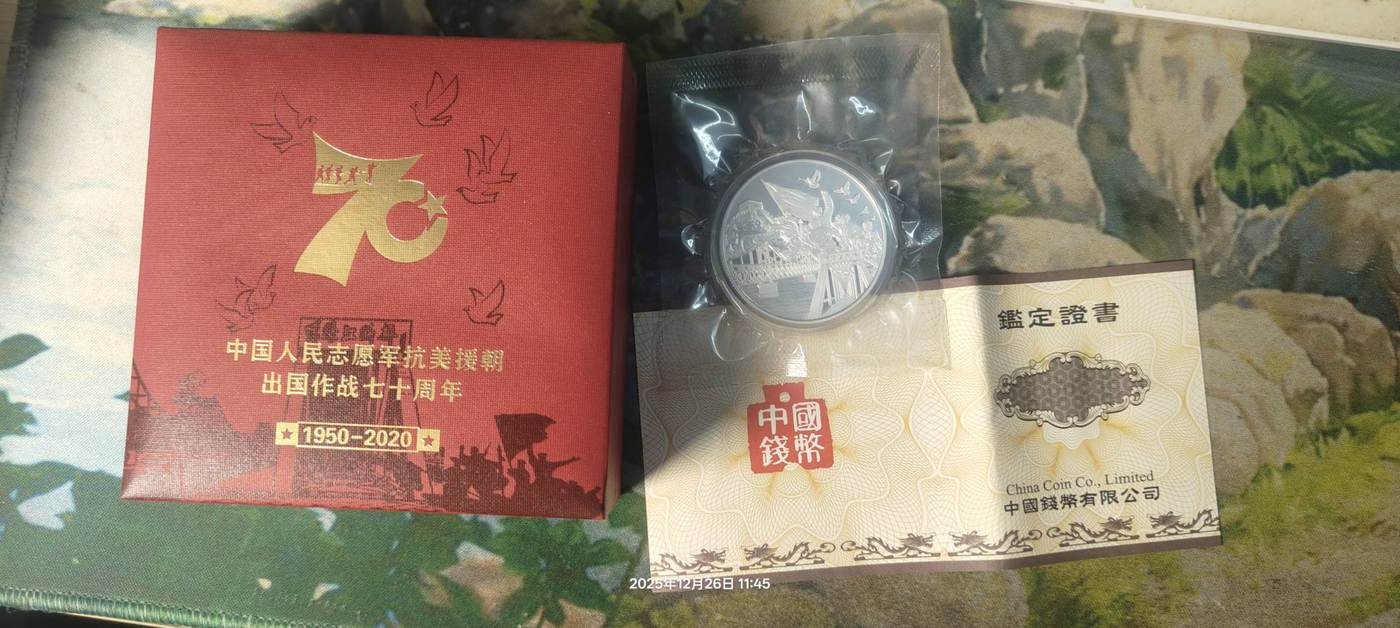 中国人民志愿军抗美援朝
出国作战七十周年
1950-2020
中國
錢幣
鑑定證書
China Coin Co., Limited
中國錢幣有限公司
2025年12月26日 11:45